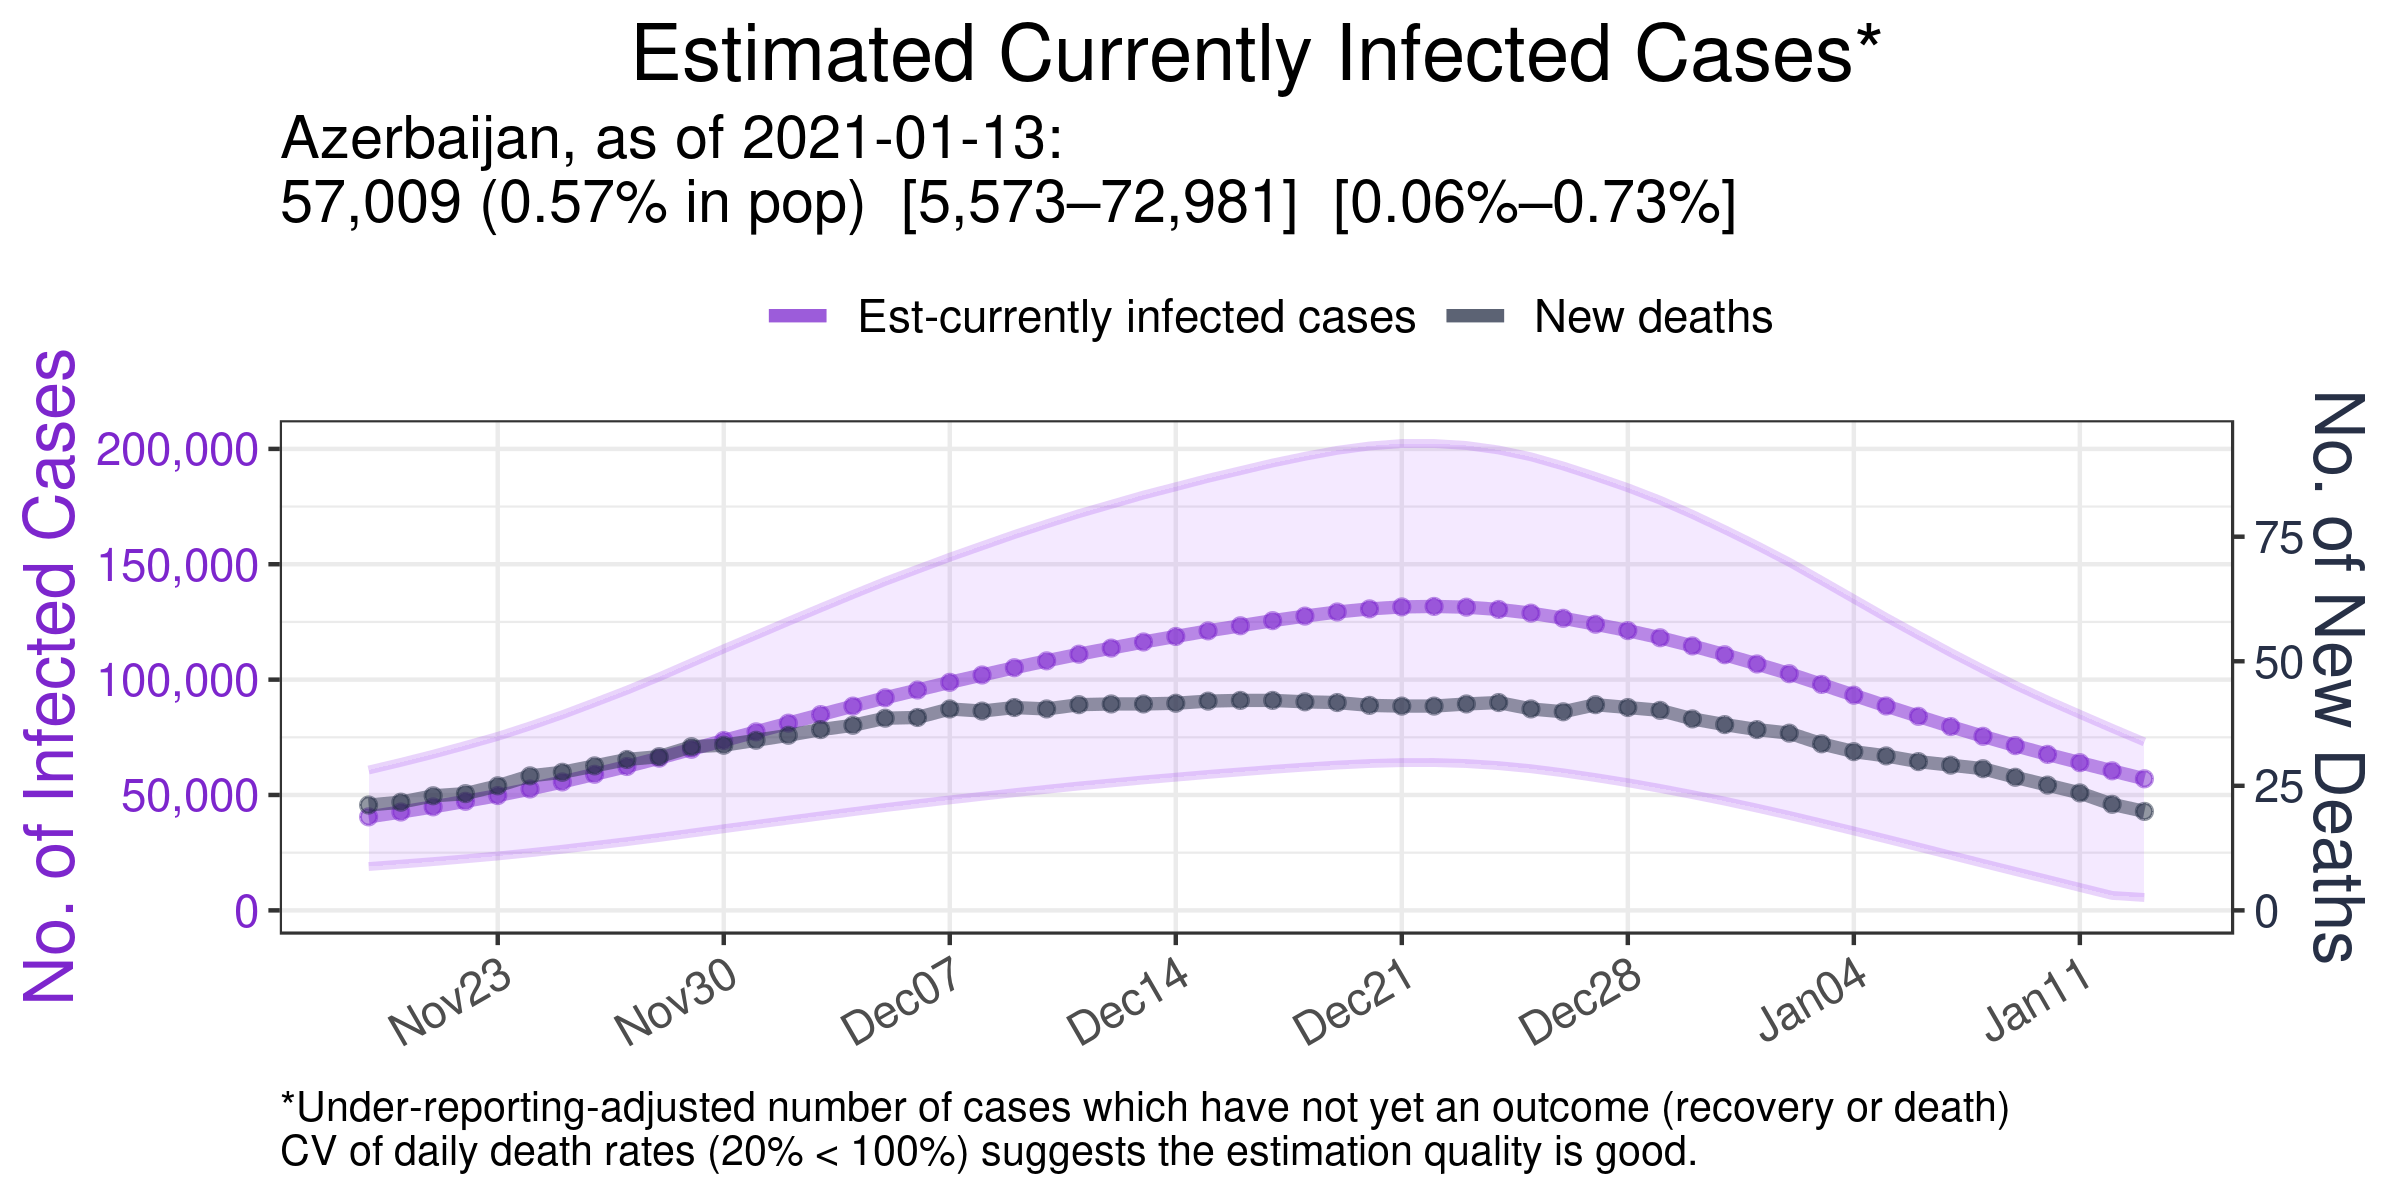 Estimated Currently Infected Cases*
Azerbaijan, as of 2021-01-13:
57,009 (0.57% in pop)  [5,573–72,981]  [0.06%–0.73%]
Est-currently infected cases
New deaths
No. of Infected Cases
200,000
150,000
100,000
50,000
0
No. of New Deaths
75
50
25
0
Nov23
Nov30
Dec07
Dec14
Dec21
Dec28
Jan04
Jan11
*Under-reporting-adjusted number of cases which have not yet an outcome (recovery or death)
CV of daily death rates (20% < 100%) suggests the estimation quality is good.